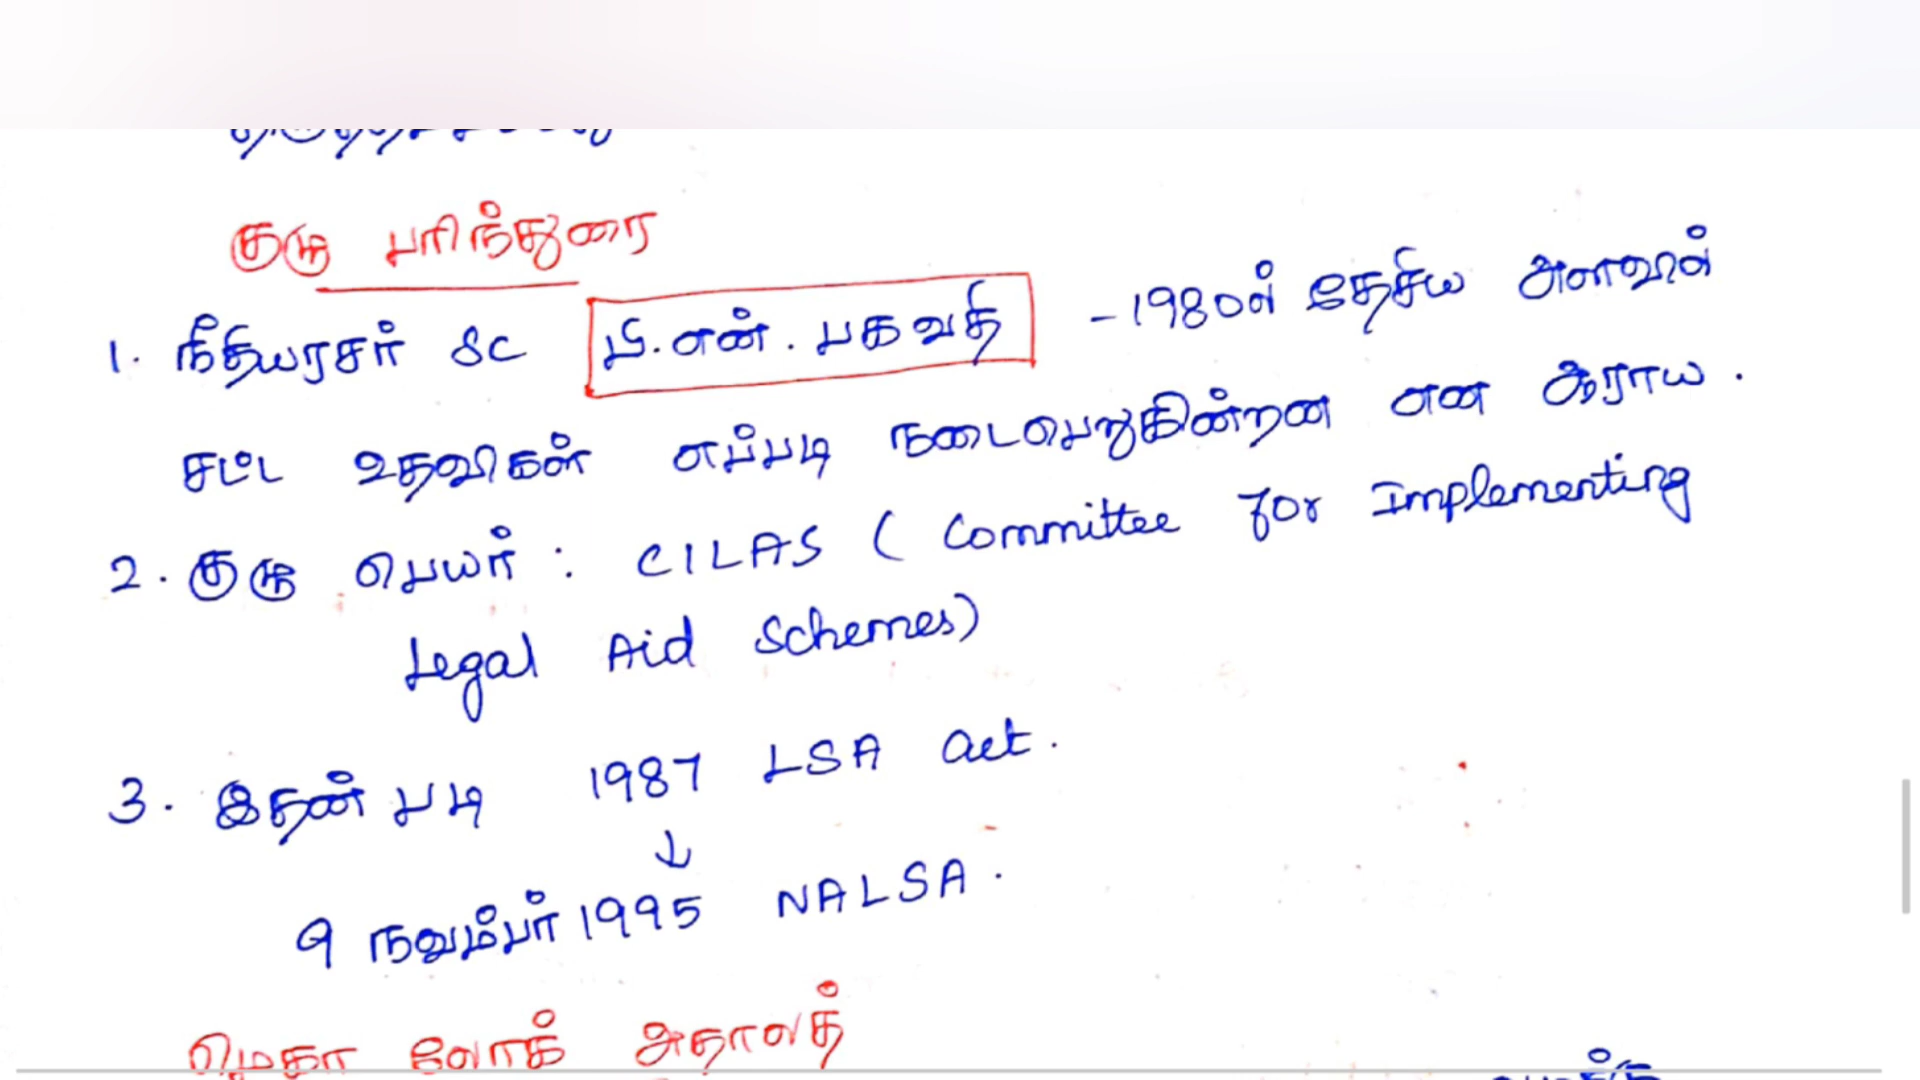 குழு பரிந்துரை
1. நீதியரசர் SC பி.என். பகவதி - 1980ல் தேசிய அளவில்
சட்ட உதவிகள் எப்படி நடைபெறுகின்றன என ஆராய.
2. குழு பெயர் : CILAS ( Committee for Implementing
Legal Aid Schemes)
3. இதன் படி 1987 LSA act.
↓
9 நவம்பர் 1995 NALSA.
மெகா லோக் அதாலத்